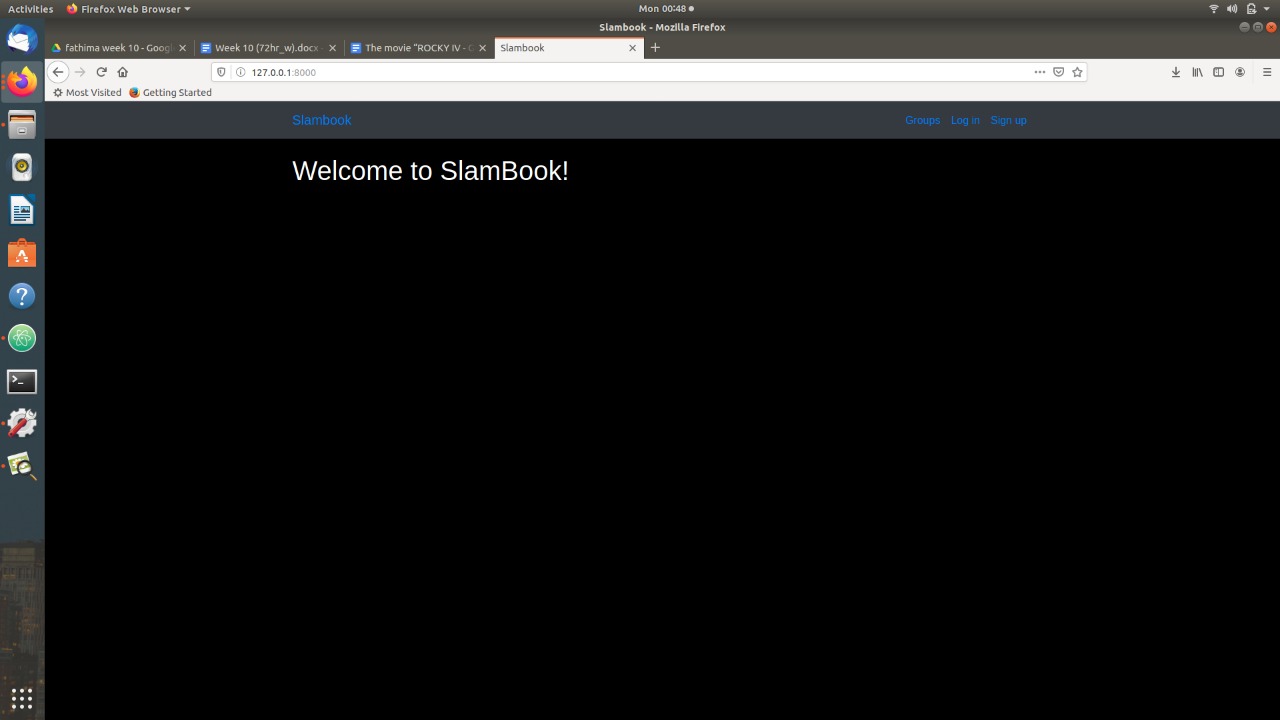 Activities Firefox Web Browser Mon 00:48
Slambook - Mozilla Firefox
fathima week 10 - Googl Week 10 (72hr_w).docx - The movie “ROCKY IV - G Slambook
127.0.0.1:8000
Most Visited Getting Started
Slambook Groups Log in Sign up
Welcome to SlamBook!